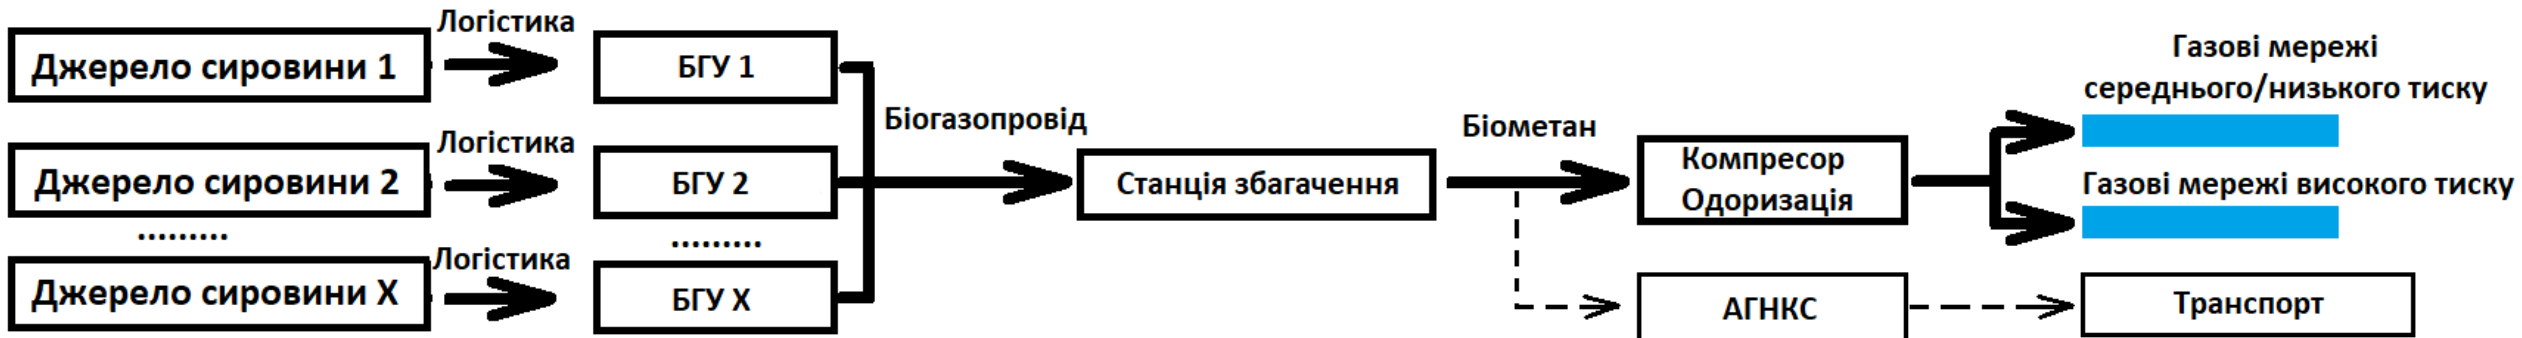 Логістика
Джерело сировини 1
БГУ 1
Логістика
Джерело сировини 2
БГУ 2
.........
.........
Логістика
Джерело сировини Х
БГУ Х
Біогазопровід
Станція збагачення
Біометан
Компресор
Одоризація
АГНКС
Газові мережі
середнього/низького тиску
Газові мережі високого тиску
Транспорт